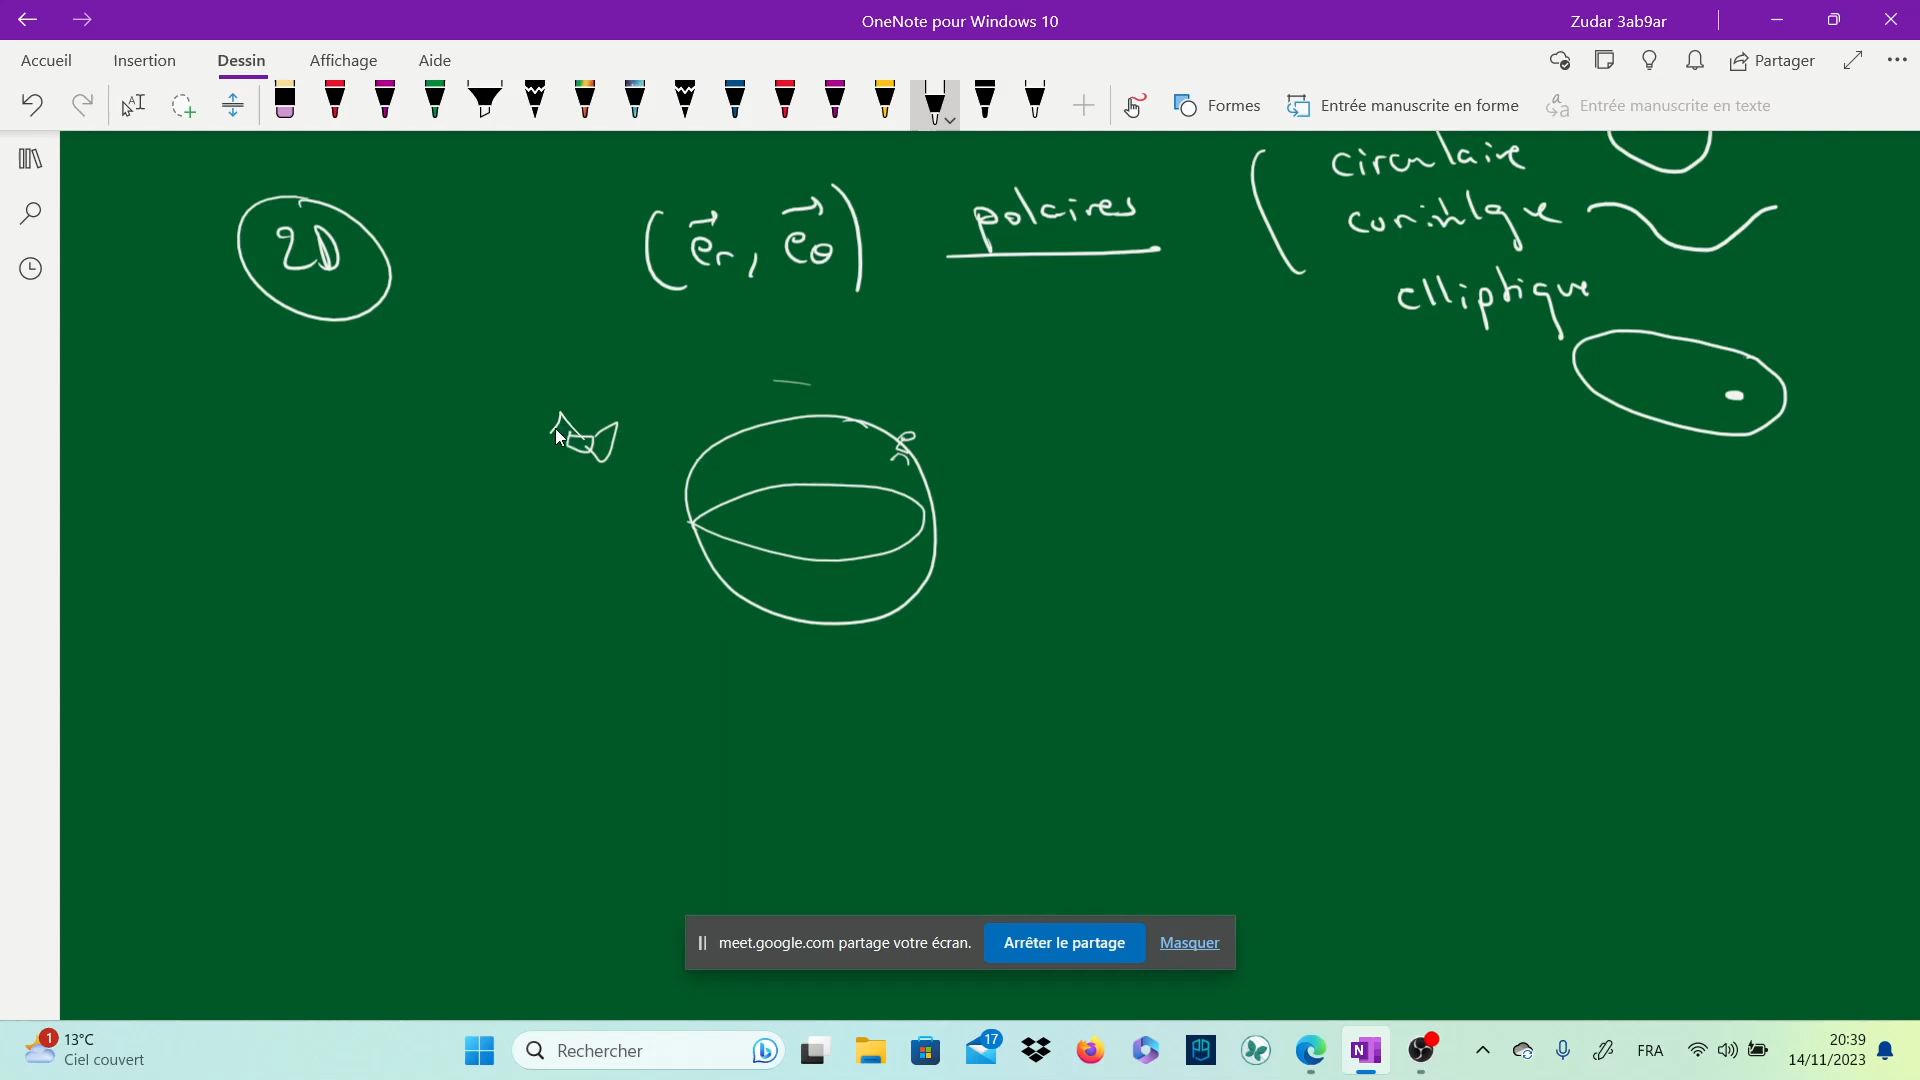 OneNote pour Windows 10
Zudar 3ab9ar
Accueil
Insertion
Dessin
Affichage
Aide
Partager
Formes
Entrée manuscrite en forme
Entrée manuscrite en texte
2D
(e⃗r, e⃗θ)
polaires
circulaire
elliptique
meet.google.com partage votre écran.
Arrêter le partage
Masquer
1
13°C
Ciel couvert
Rechercher
17
FRA
20:39
14/11/2023